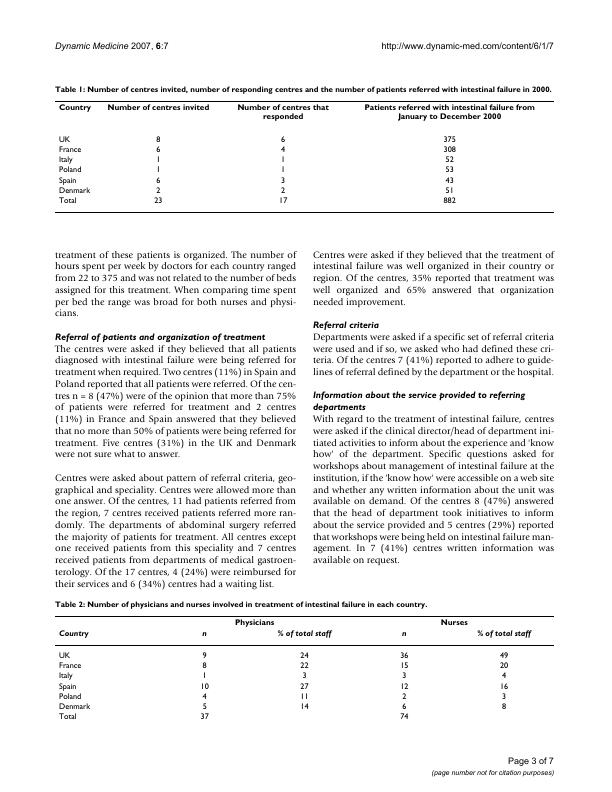 Dynamic Medicine 2007, 6:7
http://www.dynamic-med.com/content/6/1/7
Table 1: Number of centres invited, number of responding centres and the number of patients referred with intestinal failure in 2000.
Country Number of centres invited Number of centres that responded Patients referred with intestinal failure from January to December 2000
UK 8 6 375
France 6 4 308
Italy 1 1 52
Poland 1 1 53
Spain 6 3 43
Denmark 2 2 51
Total 23 17 882
treatment of these patients is organized. The number of
hours spent per week by doctors for each country ranged
from 22 to 375 and was not related to the number of beds
assigned for this treatment. When comparing time spent
per bed the range was broad for both nurses and physi-
cians.
Referral of patients and organization of treatment
The centres were asked if they believed that all patients
diagnosed with intestinal failure were being referred for
treatment when required. Two centres (11%) in Spain and
Poland reported that all patients were referred. Of the cen-
tres n = 8 (47%) were of the opinion that more than 75%
of patients were referred for treatment and 2 centres
(11%) in France and Spain answered that they believed
that no more than 50% of patients were being referred for
treatment. Five centres (31%) in the UK and Denmark
were not sure what to answer.
Centres were asked about pattern of referral criteria, geo-
graphical and speciality. Centres were allowed more than
one answer. Of the centres, 11 had patients referred from
the region, 7 centres received patients referred more ran-
domly. The departments of abdominal surgery referred
the majority of patients for treatment. All centres except
one received patients from this speciality and 7 centres
received patients from departments of medical gastroen-
terology. Of the 17 centres, 4 (24%) were reimbursed for
their services and 6 (34%) centres had a waiting list.
Centres were asked if they believed that the treatment of
intestinal failure was well organized in their country or
region. Of the centres, 35% reported that treatment was
well organized and 65% answered that organization
needed improvement.
Referral criteria
Departments were asked if a specific set of referral criteria
were used and if so, we asked who had defined these cri-
teria. Of the centres 7 (41%) reported to adhere to guide-
lines of referral defined by the department or the hospital.
Information about the service provided to referring
departments
With regard to the treatment of intestinal failure, centres
were asked if the clinical director/head of department ini-
tiated activities to inform about the experience and 'know
how' of the department. Specific questions asked for
workshops about management of intestinal failure at the
institution, if the 'know how' were accessible on a web site
and whether any written information about the unit was
available on demand. Of the centres 8 (47%) answered
that the head of department took initiatives to inform
about the service provided and 5 centres (29%) reported
that workshops were being held on intestinal failure man-
agement. In 7 (41%) centres written information was
available on request.
Table 2: Number of physicians and nurses involved in treatment of intestinal failure in each country.
Physicians Nurses
Country n % of total staff n % of total staff
UK 9 24 36 49
France 8 22 15 20
Italy 1 3 3 4
Spain 10 27 12 16
Poland 4 11 2 3
Denmark 5 14 6 8
Total 37 74
Page 3 of 7
(page number not for citation purposes)